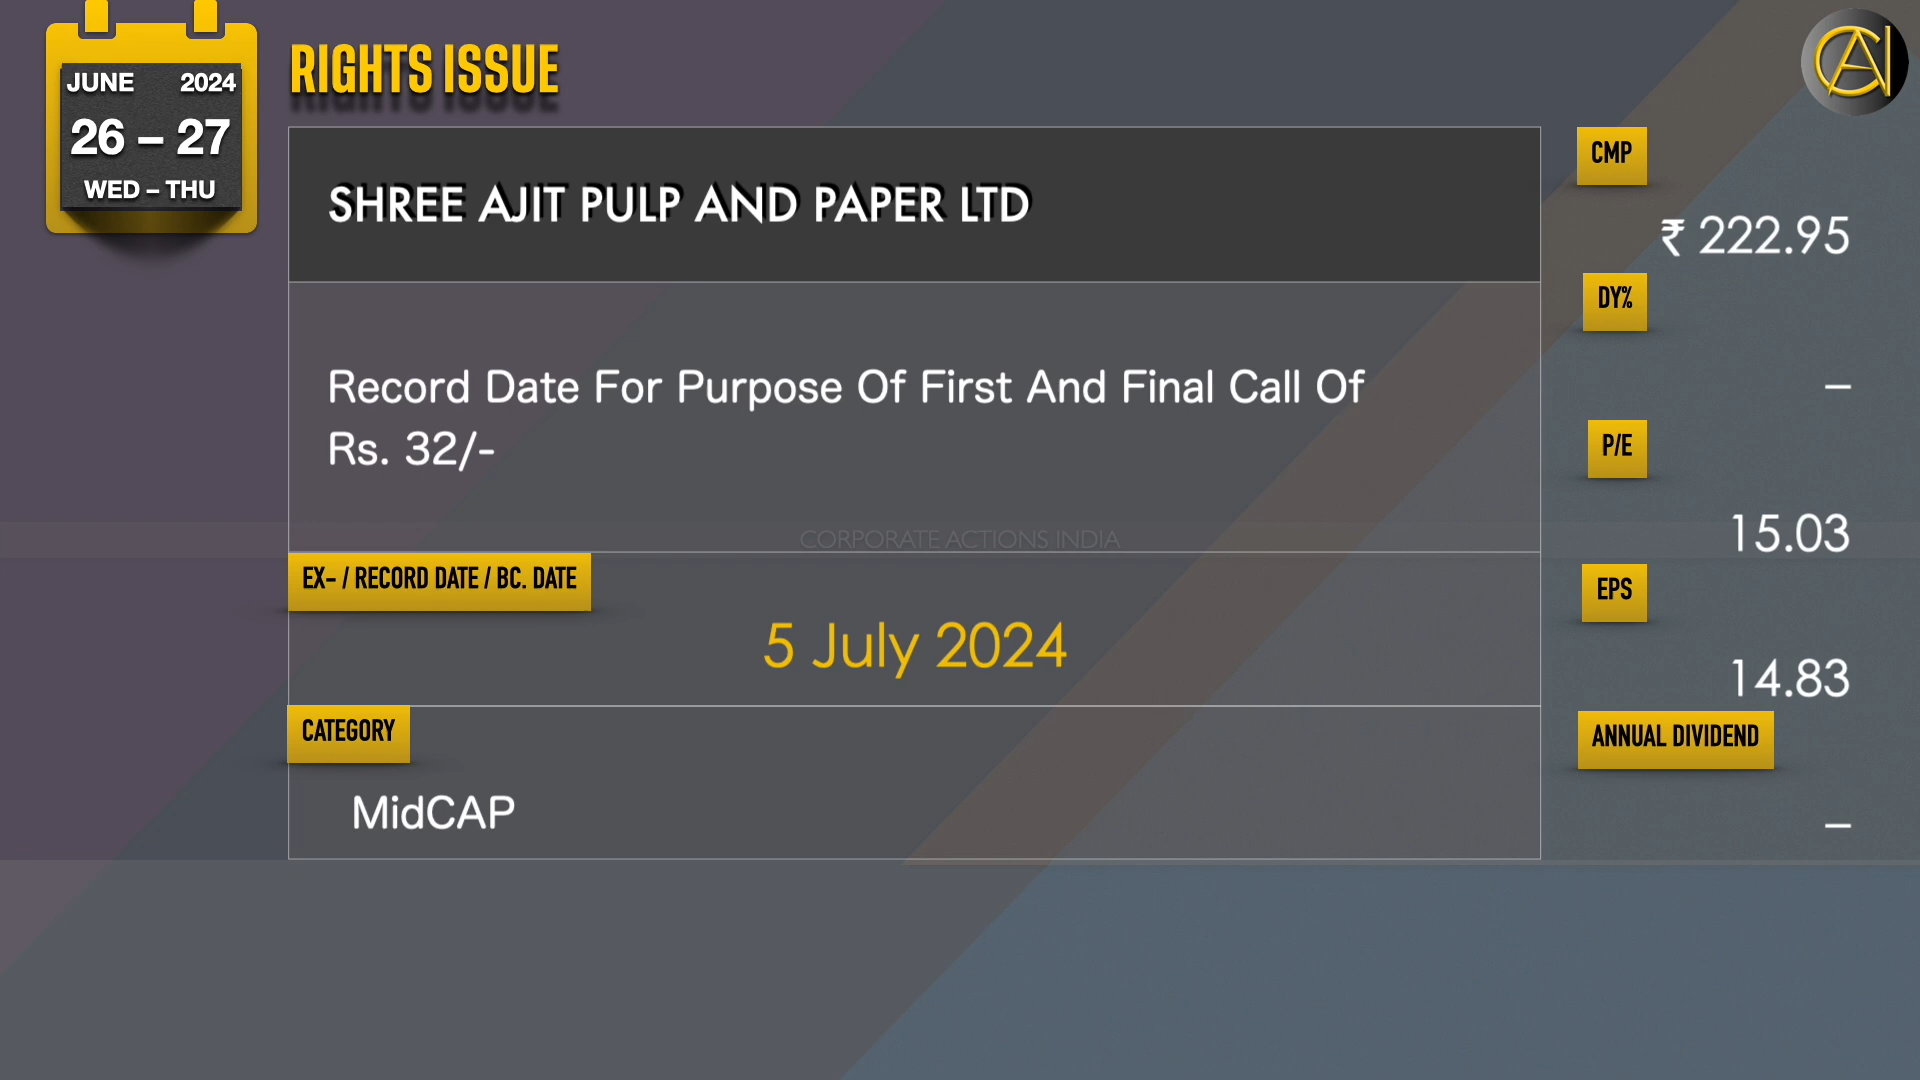 JUNE 2024
26 – 27
WED – THU
RIGHTS ISSUE
CAI
SHREE AJIT PULP AND PAPER LTD
Record Date For Purpose Of First And Final Call Of
Rs. 32/-
CORPORATE ACTIONS INDIA
EX- / RECORD DATE / BC. DATE
5 July 2024
CATEGORY
MidCAP
CMP
₹ 222.95
DY%
–
P/E
15.03
EPS
14.83
ANNUAL DIVIDEND
–